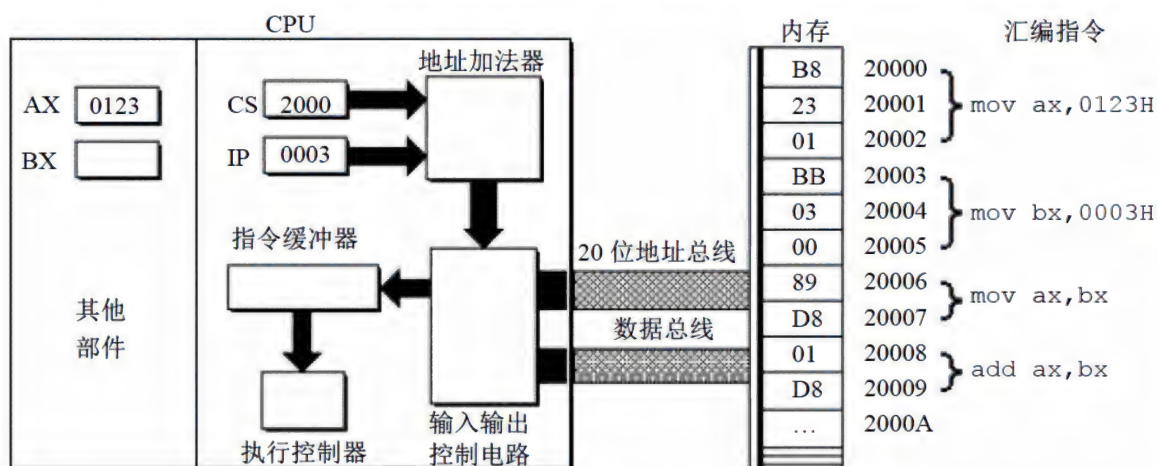 CPU
AX 0123
BX
其他
部件
CS 2000
IP 0003
地址加法器
指令缓冲器
执行控制器
输入输出
控制电路
20 位地址总线
数据总线
内存 汇编指令
B8 20000
23 20001 mov ax,0123H
01 20002
BB 20003
03 20004 mov bx,0003H
00 20005
89 20006 mov ax,bx
D8 20007
01 20008 add ax,bx
D8 20009
… 2000A